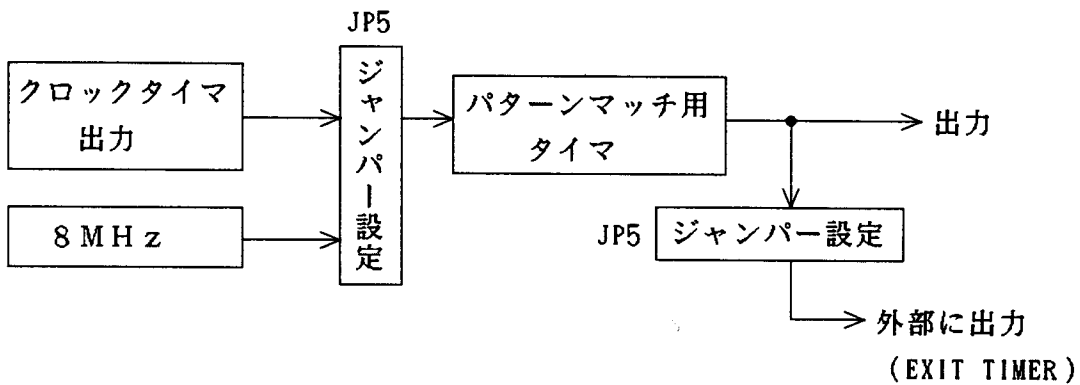 JP5
クロックタイマ
出力
8MHz
ジャンパー設定
パターンマッチ用
タイマ
出力
JP5
ジャンパー設定
外部に出力
(EXIT TIMER)